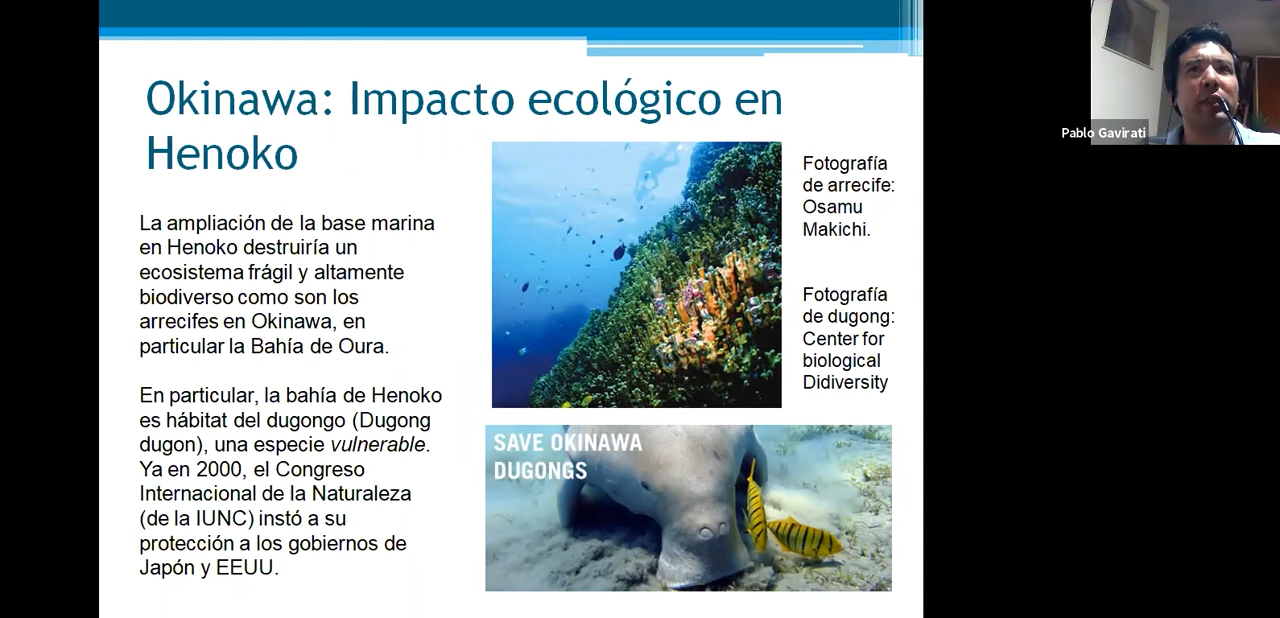 Okinawa: Impacto ecológico en
Henoko
La ampliación de la base marina
en Henoko destruiría un
ecosistema frágil y altamente
biodiverso como son los
arrecifes en Okinawa, en
particular la Bahía de Oura.
En particular, la bahía de Henoko
es hábitat del dugongo (Dugong
dugon), una especie vulnerable.
Ya en 2000, el Congreso
Internacional de la Naturaleza
(de la IUNC) instó a su
protección a los gobiernos de
Japón y EEUU.
Fotografía
de arrecife:
Osamu
Makichi.
Fotografía
de dugong:
Center for
biological
Didiversity
SAVE OKINAWA
DUGONGS
Pablo Gavirati